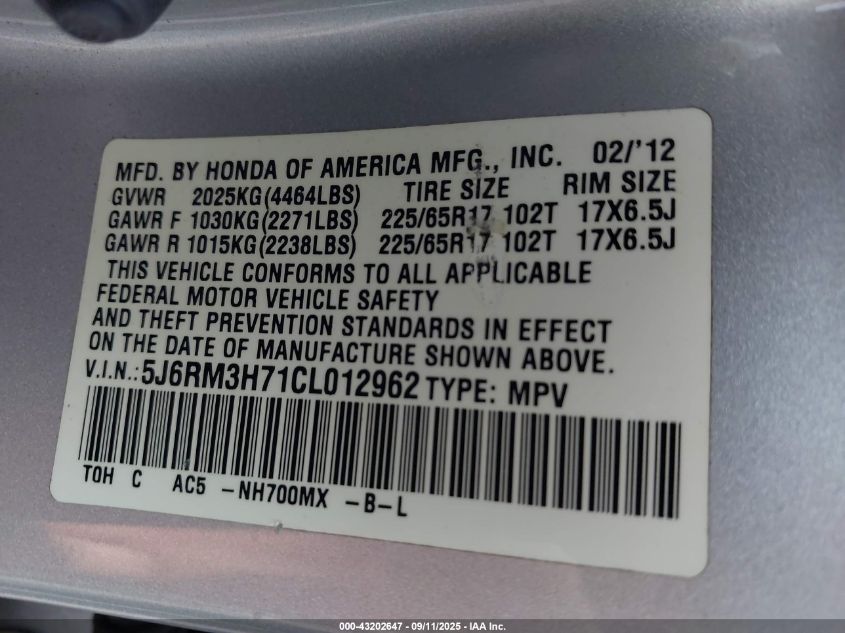 MFD. BY HONDA OF AMERICA MFG., INC. 02/'12
GVWR 2025KG(4464LBS) TIRE SIZE RIM SIZE
GAWR F 1030KG(2271LBS) 225/65R17 102T 17X6.5J
GAWR R 1015KG(2238LBS) 225/65R17 102T 17X6.5J
THIS VEHICLE CONFORMS TO ALL APPLICABLE
FEDERAL MOTOR VEHICLE SAFETY
AND THEFT PREVENTION STANDARDS IN EFFECT
ON THE DATE OF MANUFACTURE SHOWN ABOVE.
V.I.N.: 5J6RM3H71CL012962 TYPE: MPV
TOH C AC5 -NH700MX -B-L
000-43202647 - 09/11/2025 - IAA Inc.